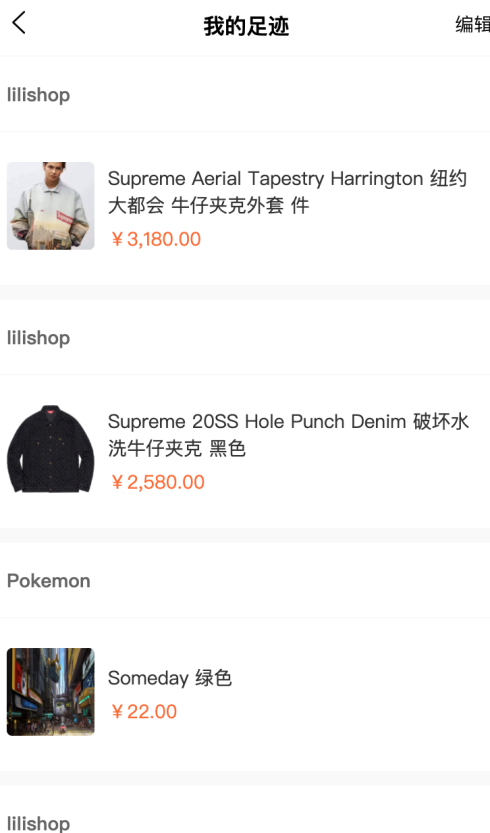 我的足迹
编辑
lilishop
Supreme Aerial Tapestry Harrington 纽约
大都会 牛仔夹克外套 件
￥3,180.00
lilishop
Supreme 20SS Hole Punch Denim 破坏水
洗牛仔夹克 黑色
￥2,580.00
Pokemon
Someday 绿色
￥22.00
lilishop